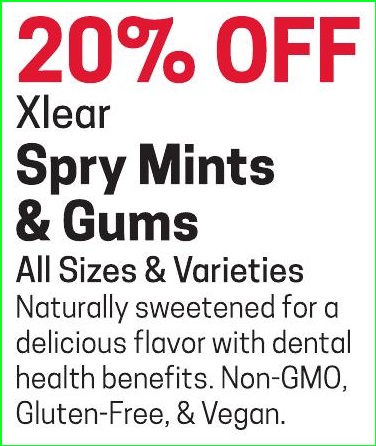 20% OFF
Xlear
Spry Mints
& Gums
All Sizes & Varieties
Naturally sweetened for a
delicious flavor with dental
health benefits. Non-GMO,
Gluten-Free, & Vegan.